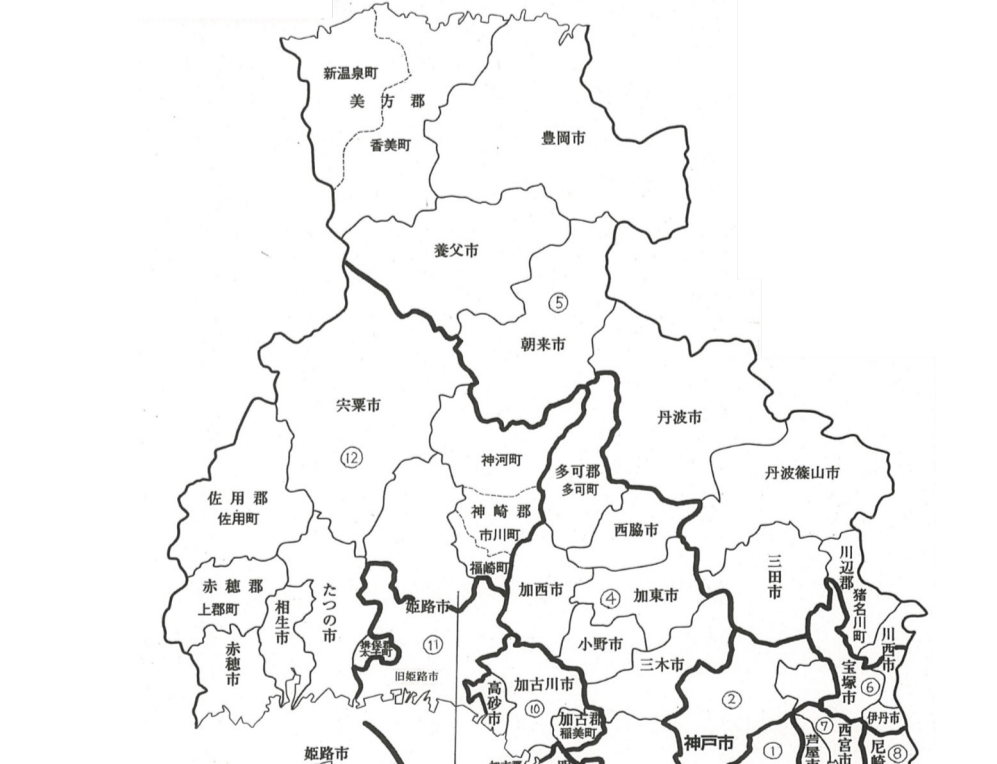 新温泉町
美方郡
香美町
豊岡市
養父市
⑤
朝来市
宍粟市
⑫
丹波市
神河町
多可郡
多可町
丹波篠山市
佐用郡
佐用町
神崎郡
市川町
西脇市
福崎町
川辺郡
猪名川町
三田市
赤穂郡
上郡町
相生市
たつの市
加西市
④
加東市
姫路市
⑪
揖保郡
太子町
旧姫路市
赤穂市
小野市
三木市
川西市
宝塚市
⑥
伊丹市
高砂市
加古川市
⑩
加古郡
稲美町
②
神戸市
①
⑦
西宮市
⑧
姫路市